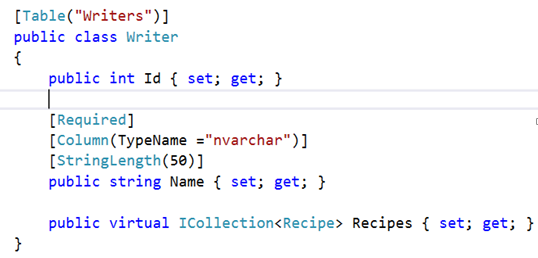 [Table("Writers")]
public class Writer
{
    public int Id { set; get; }

    [Required]
    [Column(TypeName ="nvarchar")]
    [StringLength(50)]
    public string Name { set; get; }

    public virtual ICollection<Recipe> Recipes { set; get; }
}